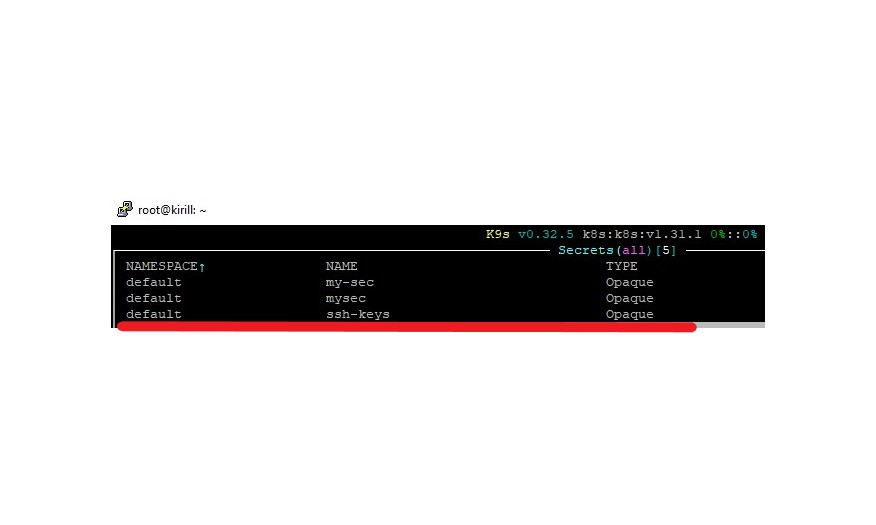 root@kirill: ~
K9s v0.32.5 k8s:k8s:v1.31.1 0%::0%
Secrets(all)[5]
NAMESPACE↑ NAME TYPE
default my-sec Opaque
default mysec Opaque
default ssh-keys Opaque